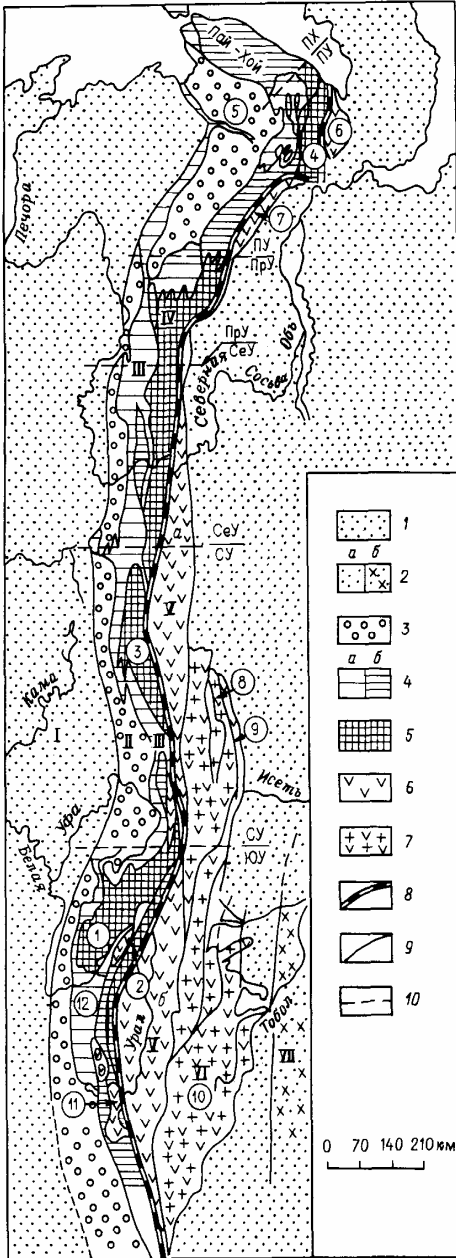 Пай-Хой
ПХ
ПУ
5
6
4
Печора
7
ПУ
ПрУ
IV
ПрУ
СеУ
Северная
Сосьва
Обь
III
а
СеУ
СУ
V
3
Кама
I
II
III
8
9
Исеть
Уфа
Белая
СУ
ЮУ
1
2
12
б
Урал
V
Тобол
VI
VII
10
11
1
а б
2
3
а б
4
5
6
7
8
9
10
0 70 140 210 км